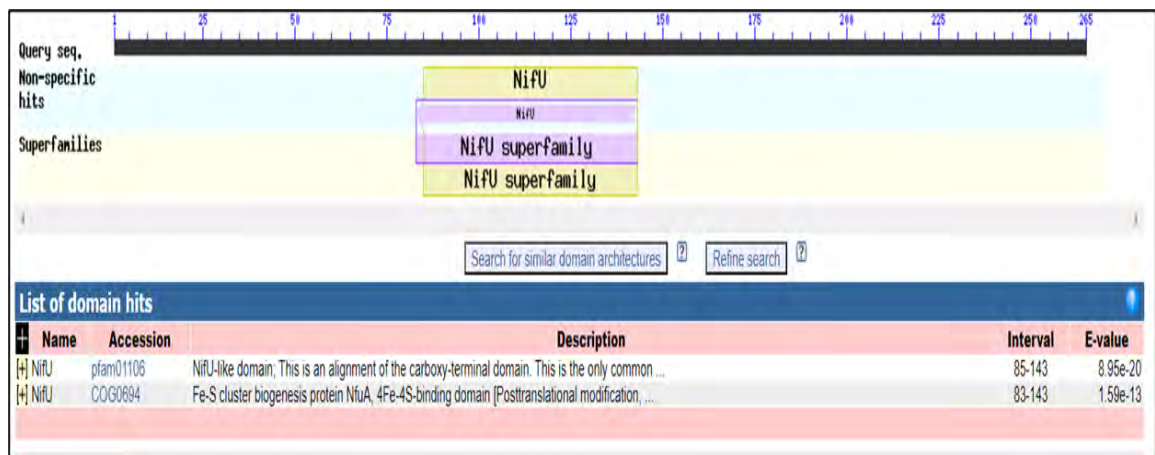 1 25 50 75 100 125 150 175 200 225 250 265
Query seq.
Non-specific
hits
NifU
NifU
Superfamilies
NifU superfamily
NifU superfamily
Search for similar domain architectures ? Refine search ?
List of domain hits
+ Name Accession Description Interval E-value
[+] NifU pfam01106 NifU-like domain; This is an alignment of the carboxy-terminal domain. This is the only common ... 85-143 8.95e-20
[+] NifU COG0694 Fe-S cluster biogenesis protein NfuA, 4Fe-4S-binding domain [Posttranslational modification, ... 83-143 1.59e-13